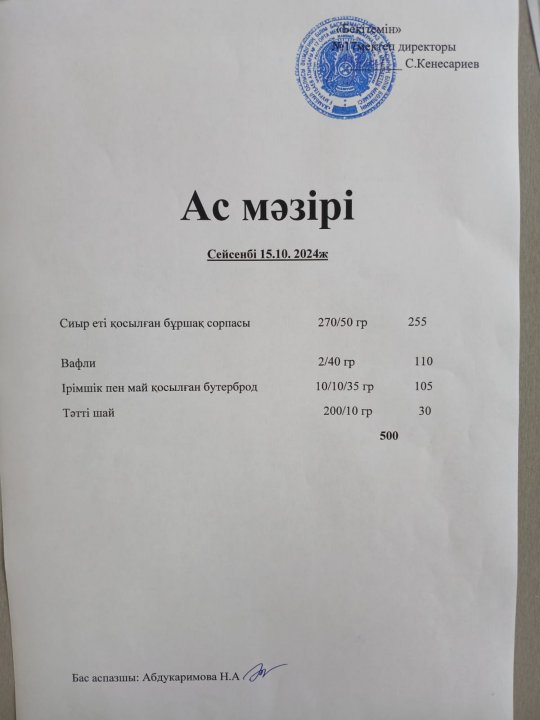 «Бекітемін»
№17мектеп директоры
С.Кенесариев
Ас мәзірі
Сейсенбі 15.10. 2024ж
Сиыр еті қосылған бұршақ сорпасы 270/50 гр 255
Вафли 2/40 гр 110
Ірімшік пен май қосылған бутерброд 10/10/35 гр 105
Тәтті шай 200/10 гр 30
500
Бас аспазшы: Абдукаримова Н.А